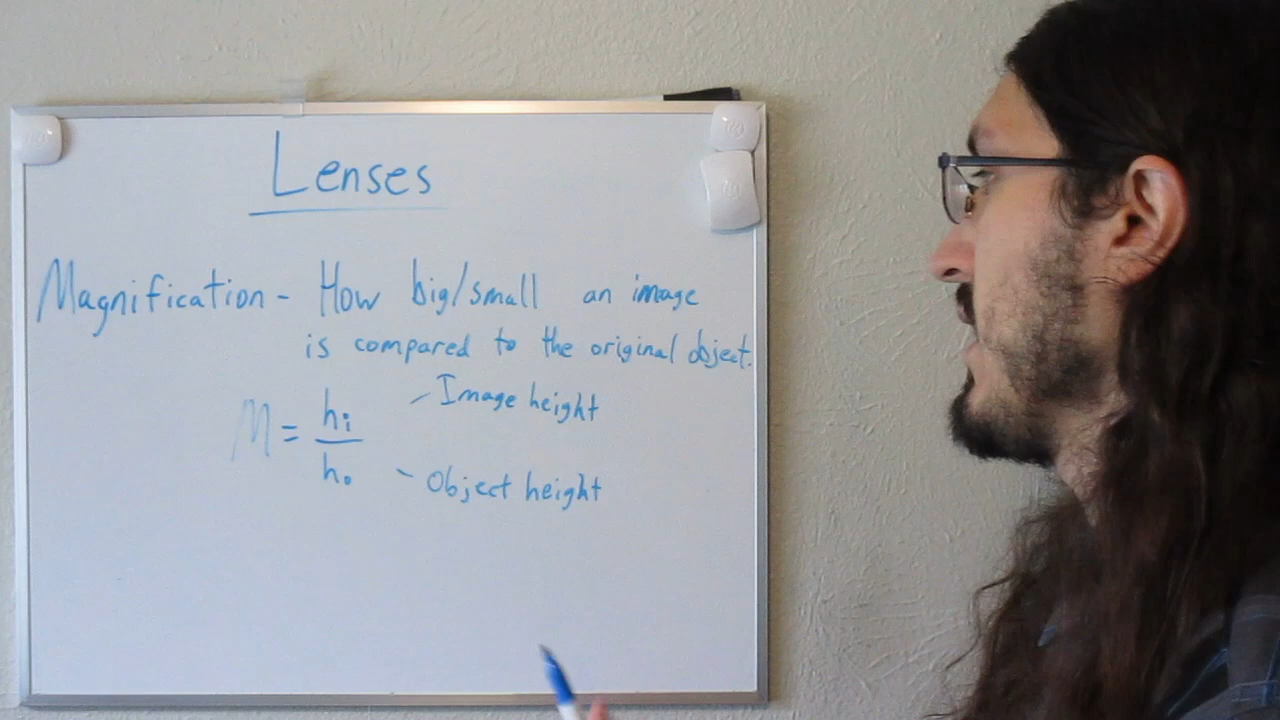 Lenses
Magnification - How big/small an image
is compared to the original object.
M = hi/ho
- Image height
- Object height